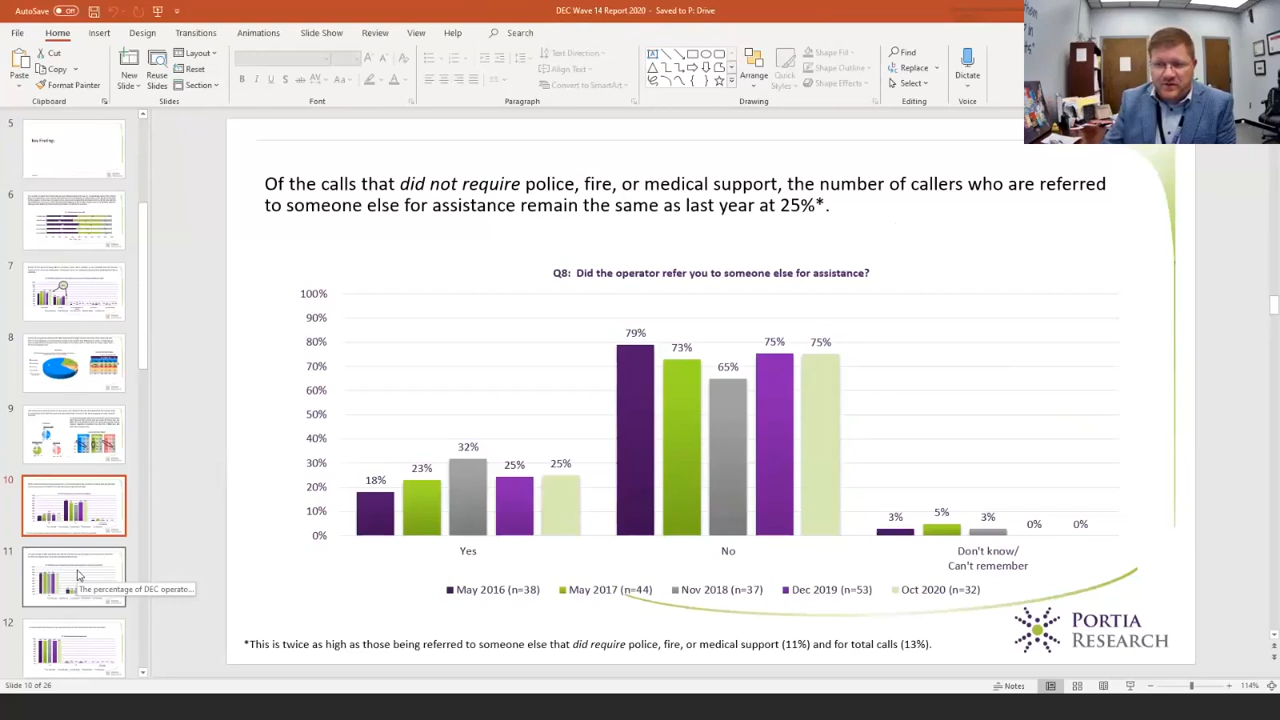 AutoSave Off
DEC Wave 14 Report 2020 - Saved to P: Drive
File Home Insert Design Transitions Animations Slide Show Review View Help Search
Paste
Cut
Copy
Format Painter
Clipboard
New Slide
Reuse Slides
Layout
Reset
Section
Slides
Font
Text Direction
Align Text
Convert to SmartArt
Paragraph
Arrange
Quick Styles
Shape Fill
Shape Outline
Shape Effects
Drawing
Find
Replace
Select
Editing
Dictate
Voice
5
6
7
8
9
10
11
12
The percentage of DEC operato...
Of the calls that did not require police, fire, or medical support, the number of callers who are referred
to someone else for assistance remain the same as last year at 25%*.
Q8: Did the operator refer you to someone else for assistance?
100%
90%
80%
70%
60%
50%
40%
30%
20%
10%
0%
18% 23% 32% 25% 25%
79% 73% 65% 75% 75%
3% 5% 3% 0% 0%
Yes
No
Don't know/
Can't remember
May 2016 (n=38) May 2017 (n=44) Nov 2018 (n=37) Dec 2019 (n=53) Oct 2020 (n=32)
*This is twice as high as those being referred to someone else that did require police, fire, or medical support (11%) and for total calls (13%).
PORTIA
RESEARCH
Slide 10 of 26
Notes
114%